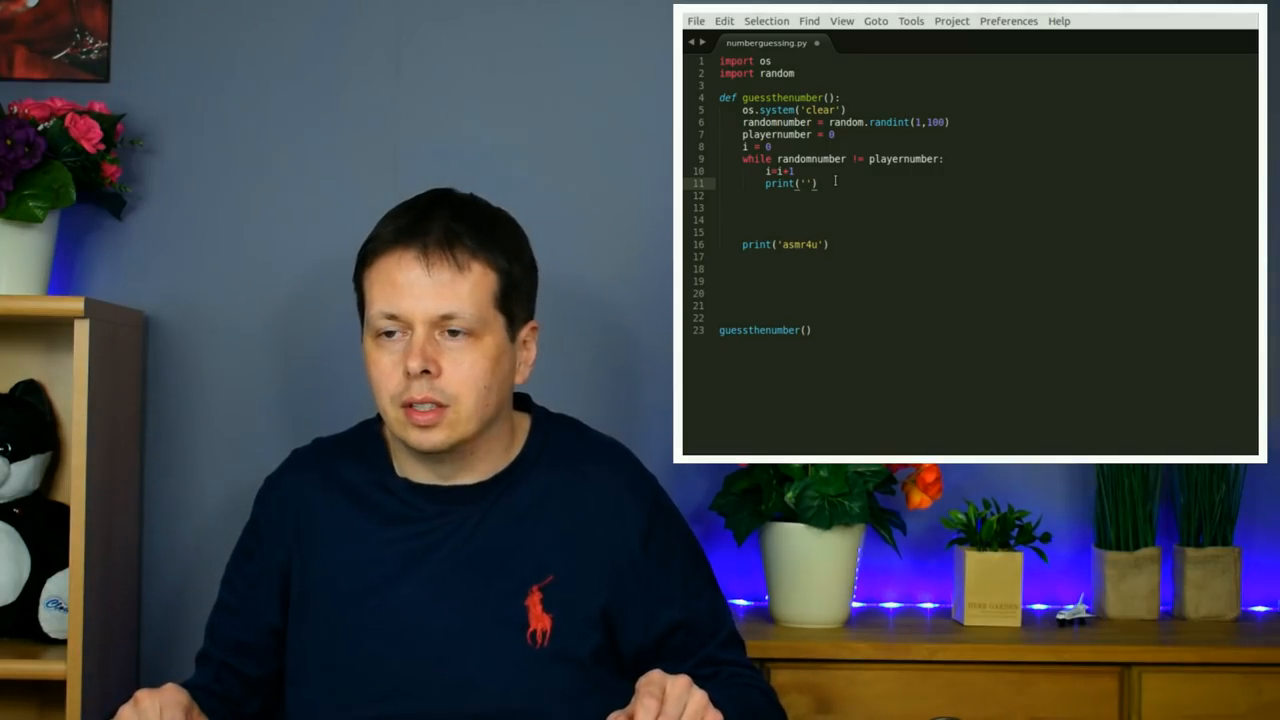 File Edit Selection Find View Goto Tools Project Preferences Help
numberguessing.py
1 import os
2 import random
3
4 def guessthenumber():
5 os.system('clear')
6 randomnumber = random.randint(1,100)
7 playernumber = 0
8 i = 0
9 while randomnumber != playernumber:
10 i=i+1
11 print('')
12
13
14
15
16 print('asmr4u')
17
18
19
20
21
22
23 guessthenumber()
HERB GARDEN